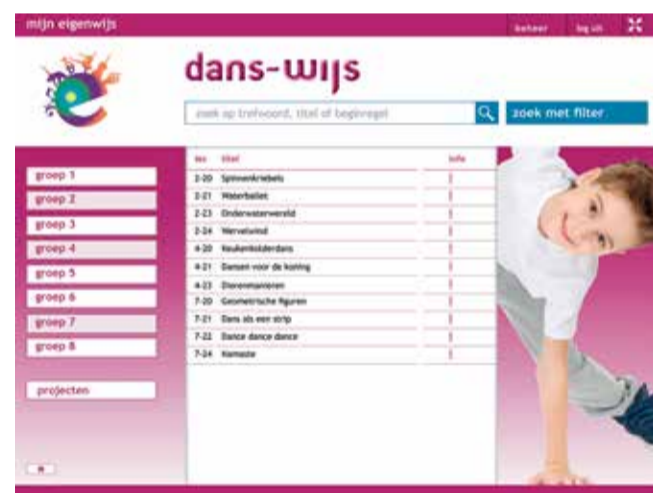 mijn eigenwijs
beheer log uit
dans-wijs
zoek op trefwoord, titel of beginregel
zoek met filter
les titel info
groep 1
groep 2
groep 3
groep 4
groep 5
groep 6
groep 7
groep 8
projecten
2-20 Spinnenkriebels i
2-21 Waterballet i
2-23 Onderwaterwereld i
2-24 Wervelwind i
4-20 Keukenkolderdans i
4-21 Dansen voor de koning i
4-23 Dierenmanieren i
7-20 Geometrische figuren i
7-21 Dans als een strip i
7-22 Dance dance dance i
7-24 Namaste i